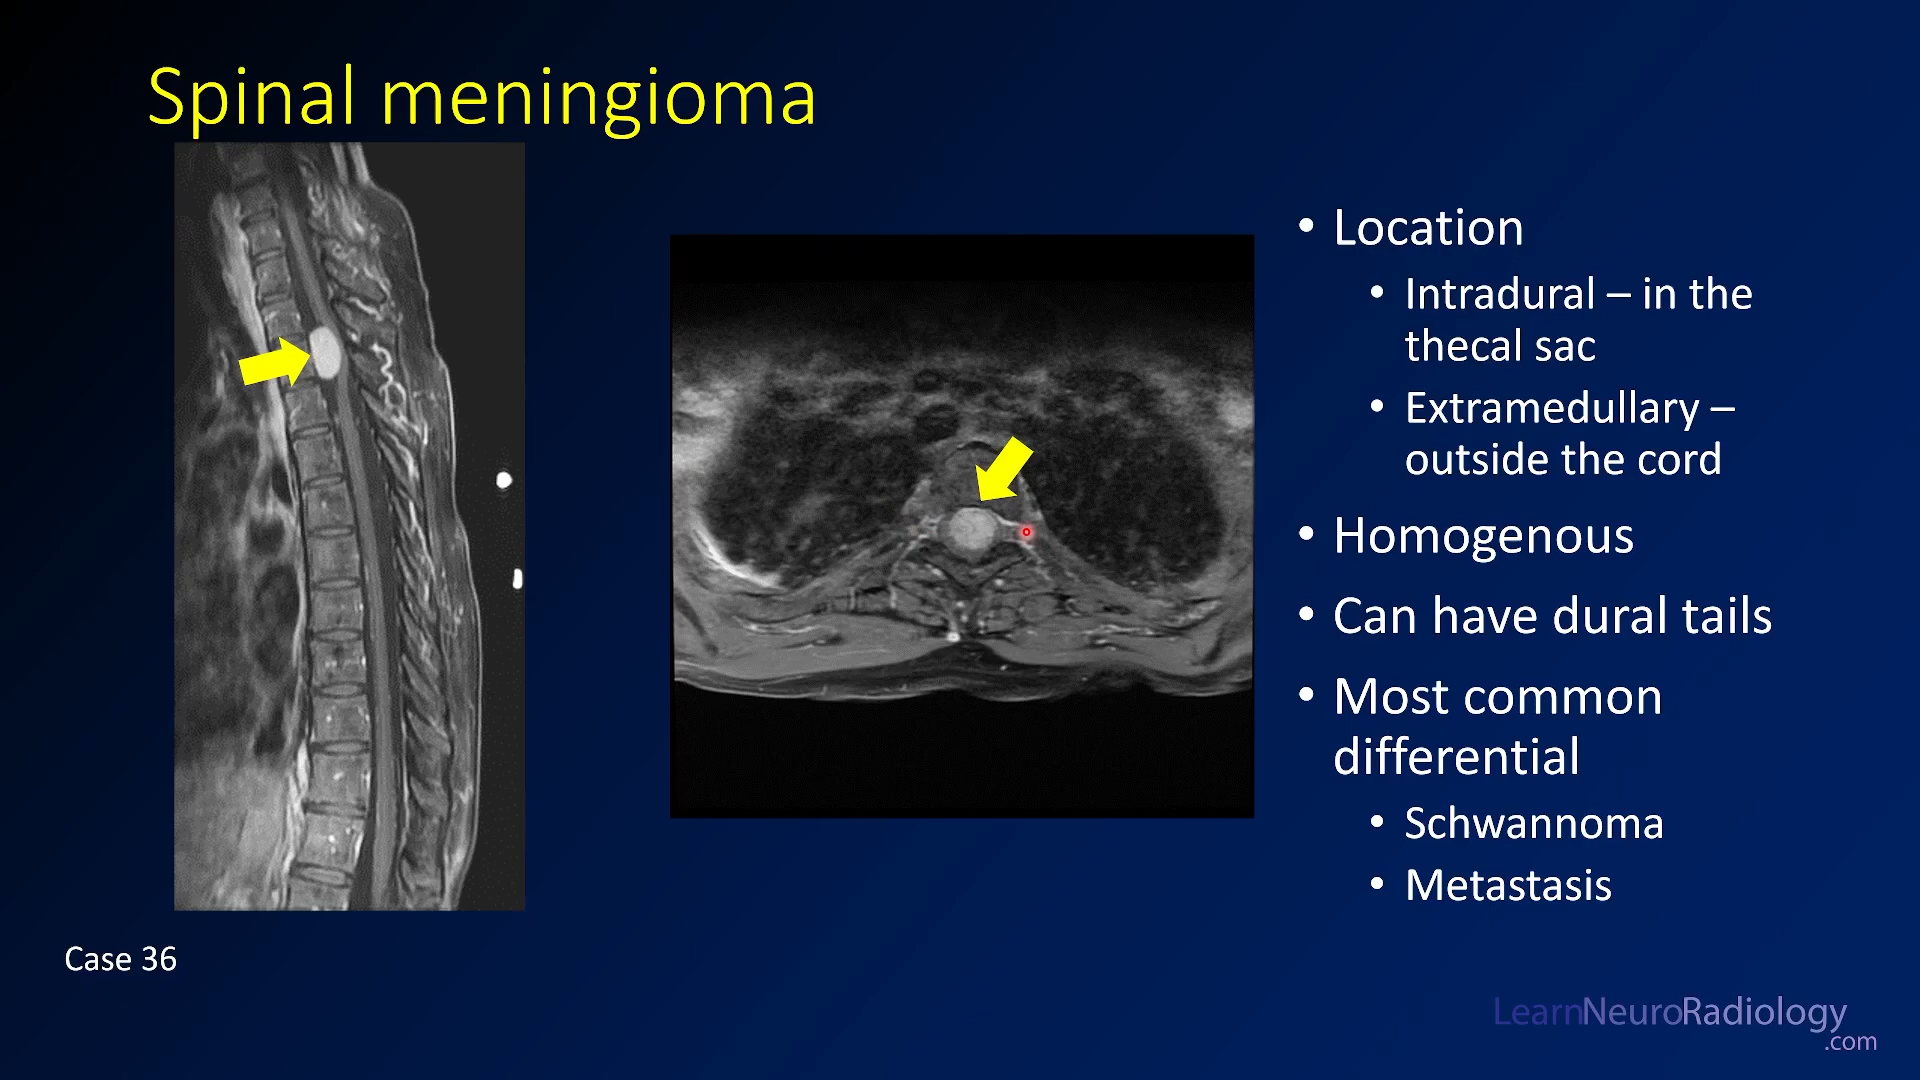 Spinal meningioma
• Location
• Intradural – in the
thecal sac
• Extramedullary –
outside the cord
• Homogenous
• Can have dural tails
• Most common
differential
• Schwannoma
• Metastasis
Case 36
LearnNeuroRadiology
.com